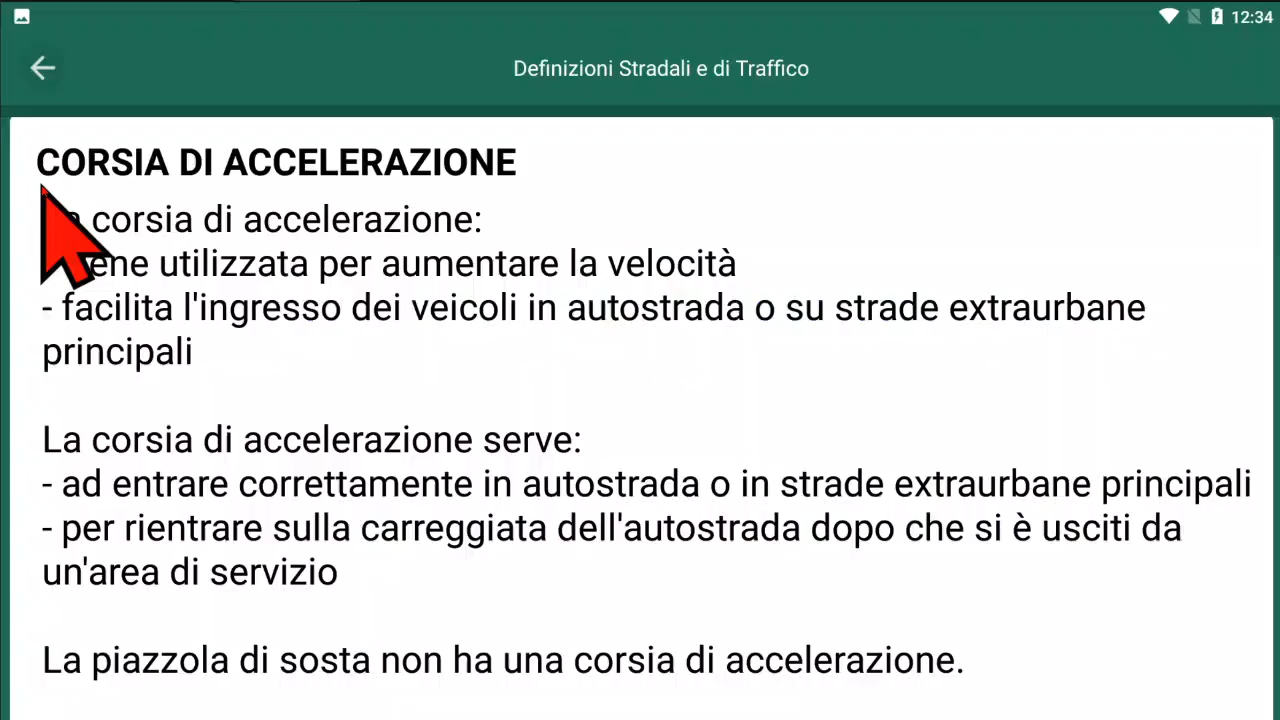 12:34
Definizioni Stradali e di Traffico
CORSIA DI ACCELERAZIONE
corsia di accelerazione:
utilizzata per aumentare la velocità
- facilita l'ingresso dei veicoli in autostrada o su strade extraurbane
principali
La corsia di accelerazione serve:
- ad entrare correttamente in autostrada o in strade extraurbane principali
- per rientrare sulla carreggiata dell'autostrada dopo che si è usciti da
un'area di servizio
La piazzola di sosta non ha una corsia di accelerazione.